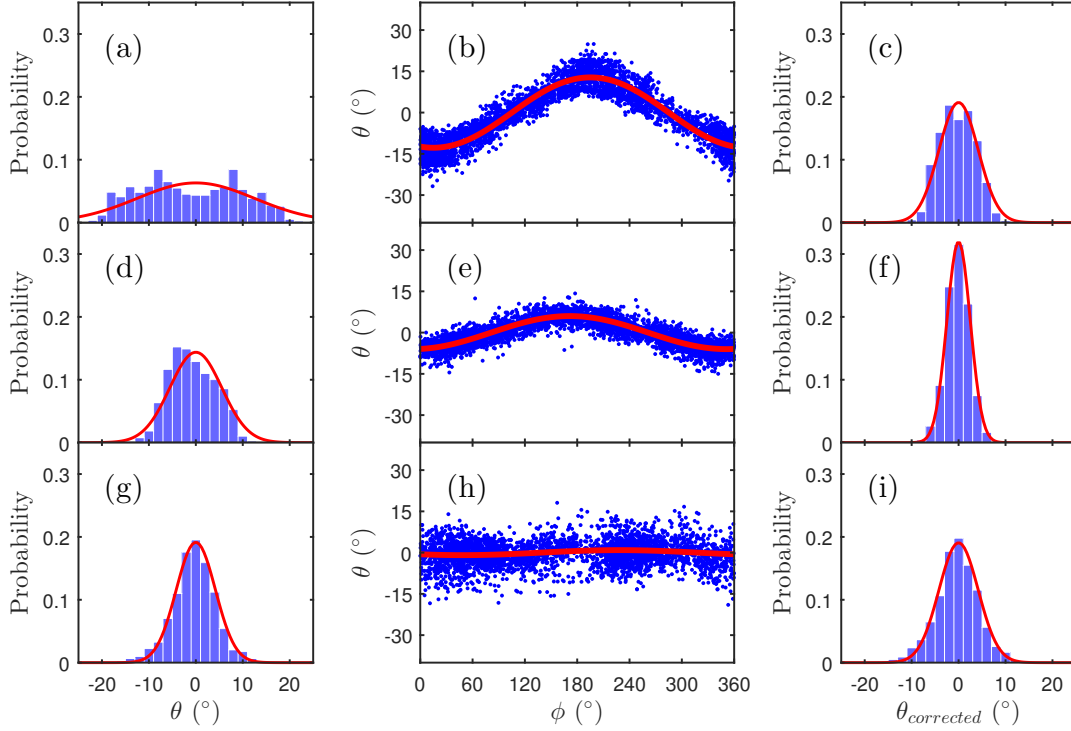 0.3
0.2
0.1
0
Probability
(a)
30
15
0
-15
-30
θ (°)
(b)
0.3
0.2
0.1
0
Probability
(c)
0.3
0.2
0.1
0
Probability
(d)
30
15
0
-15
-30
θ (°)
(e)
0.3
0.2
0.1
0
Probability
(f)
0.3
0.2
0.1
0
Probability
(g)
-20 -10 0 10 20
θ (°)
30
15
0
-15
-30
θ (°)
(h)
0 60 120 180 240 300 360
ϕ (°)
0.3
0.2
0.1
0
Probability
(i)
-20 -10 0 10 20
θcorrected (°)